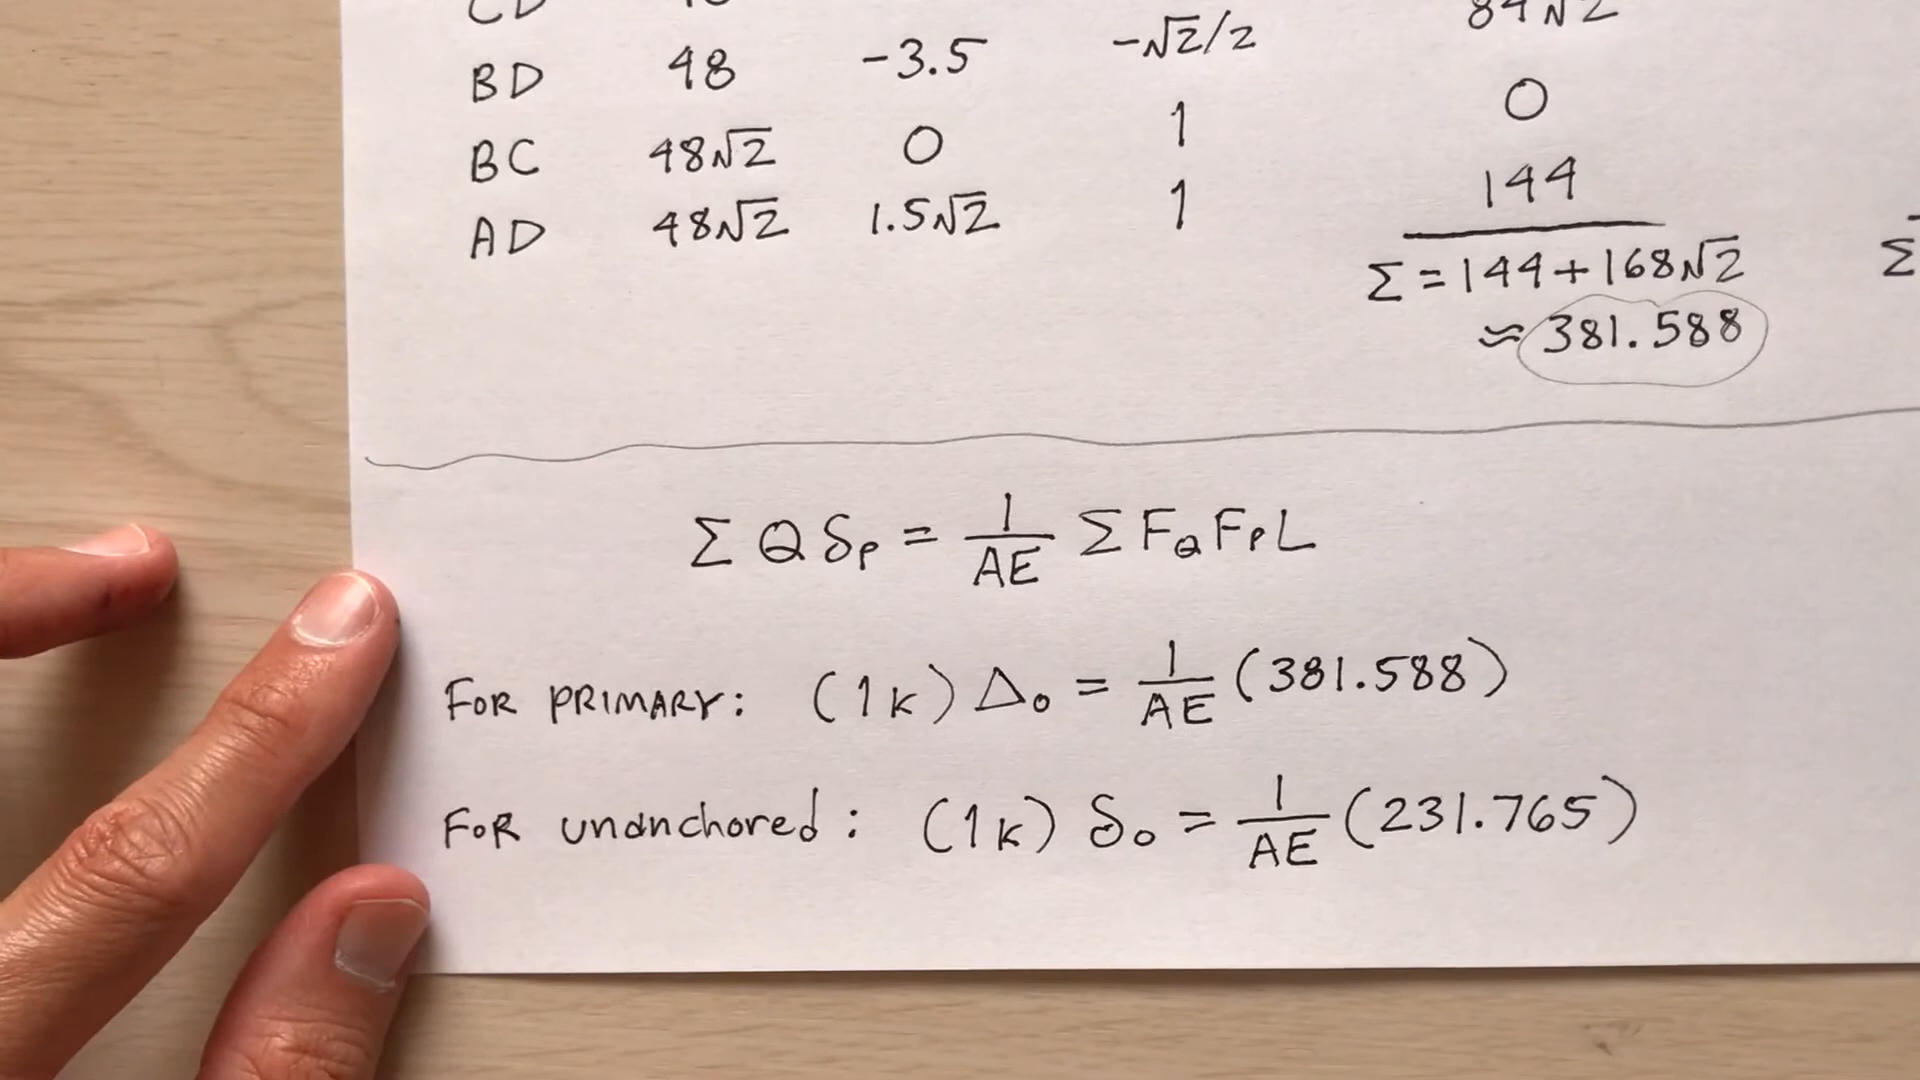 BD 48 -3.5 -√2/2 84√2
BC 48√2 0 1 0
AD 48√2 1.5√2 1 144
Σ = 144 + 168√2 Σ
≈ 381.588
Σ Q δP = 1/AE Σ FQ FP L
FOR PRIMARY: (1k) Δ0 = 1/AE (381.588)
FOR unanchored: (1k) δ0 = 1/AE (231.765)